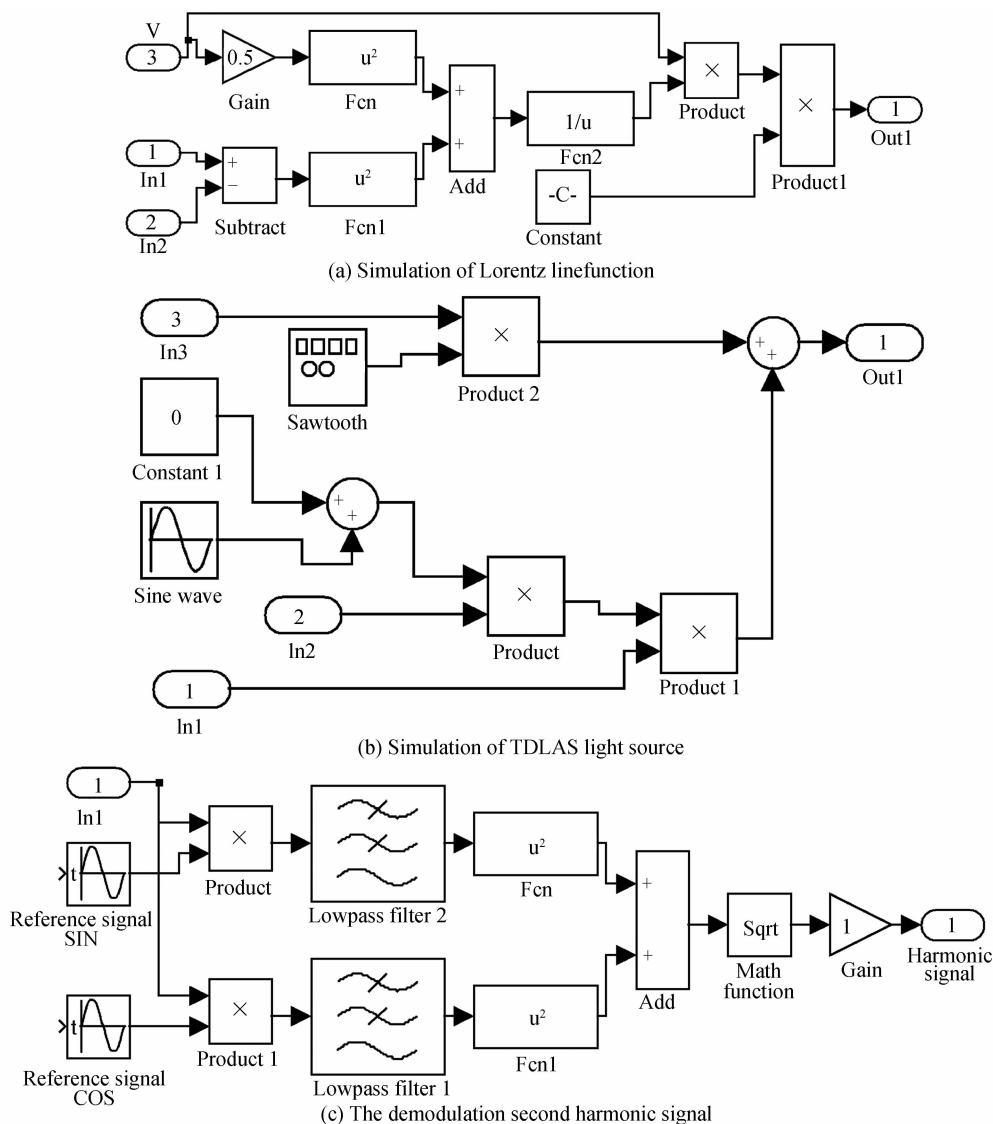 V
3
0.5
Gain
u²
Fcn
+
+
Add
1/u
Fcn2
×
Product
×
Product1
1
Out1
1
In1
2
In2
+
−
Subtract
u²
Fcn1
-C-
Constant
(a) Simulation of Lorentz linefunction
3
In3
Sawtooth
×
Product 2
+
+
1
Out1
0
Constant 1
+
+
Sine wave
2
ln2
×
Product
×
Product 1
1
ln1
(b) Simulation of TDLAS light source
1
ln1
t
Reference signal
SIN
×
Product
Lowpass filter 2
u²
Fcn
+
+
Add
Sqrt
Math
function
1
Gain
1
Harmonic
signal
t
Reference signal
COS
×
Product 1
Lowpass filter 1
u²
Fcn1
(c) The demodulation second harmonic signal